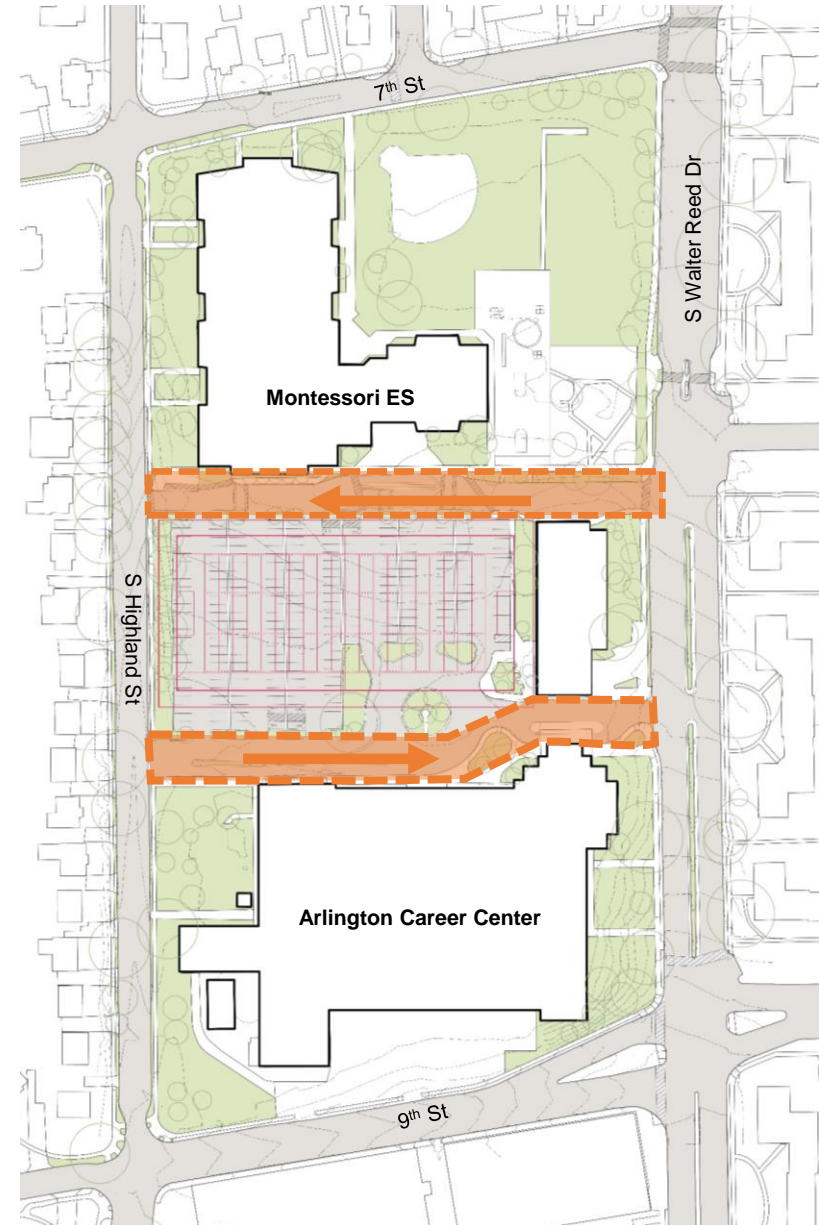 7th St
S Walter Reed Dr
Montessori ES
S Highland St
Arlington Career Center
9th St